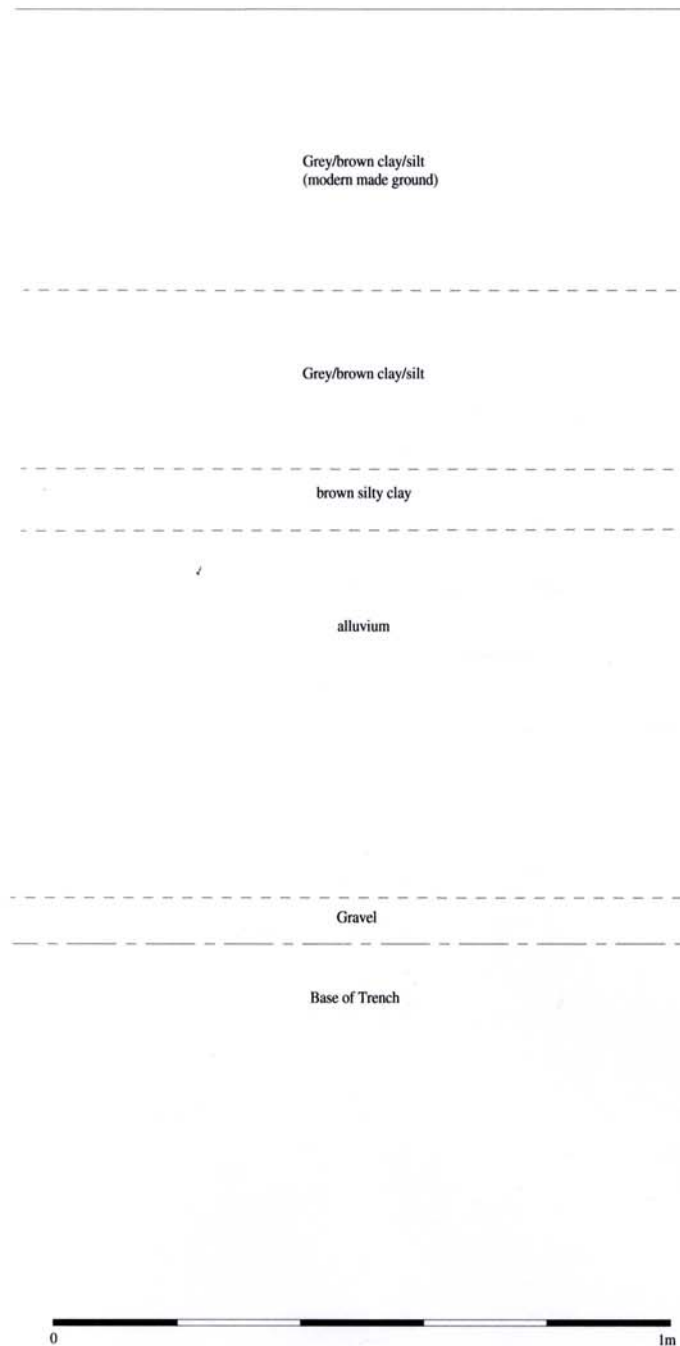 Grey/brown clay/silt
(modern made ground)
Grey/brown clay/silt
brown silty clay
alluvium
Gravel
Base of Trench
0 1m